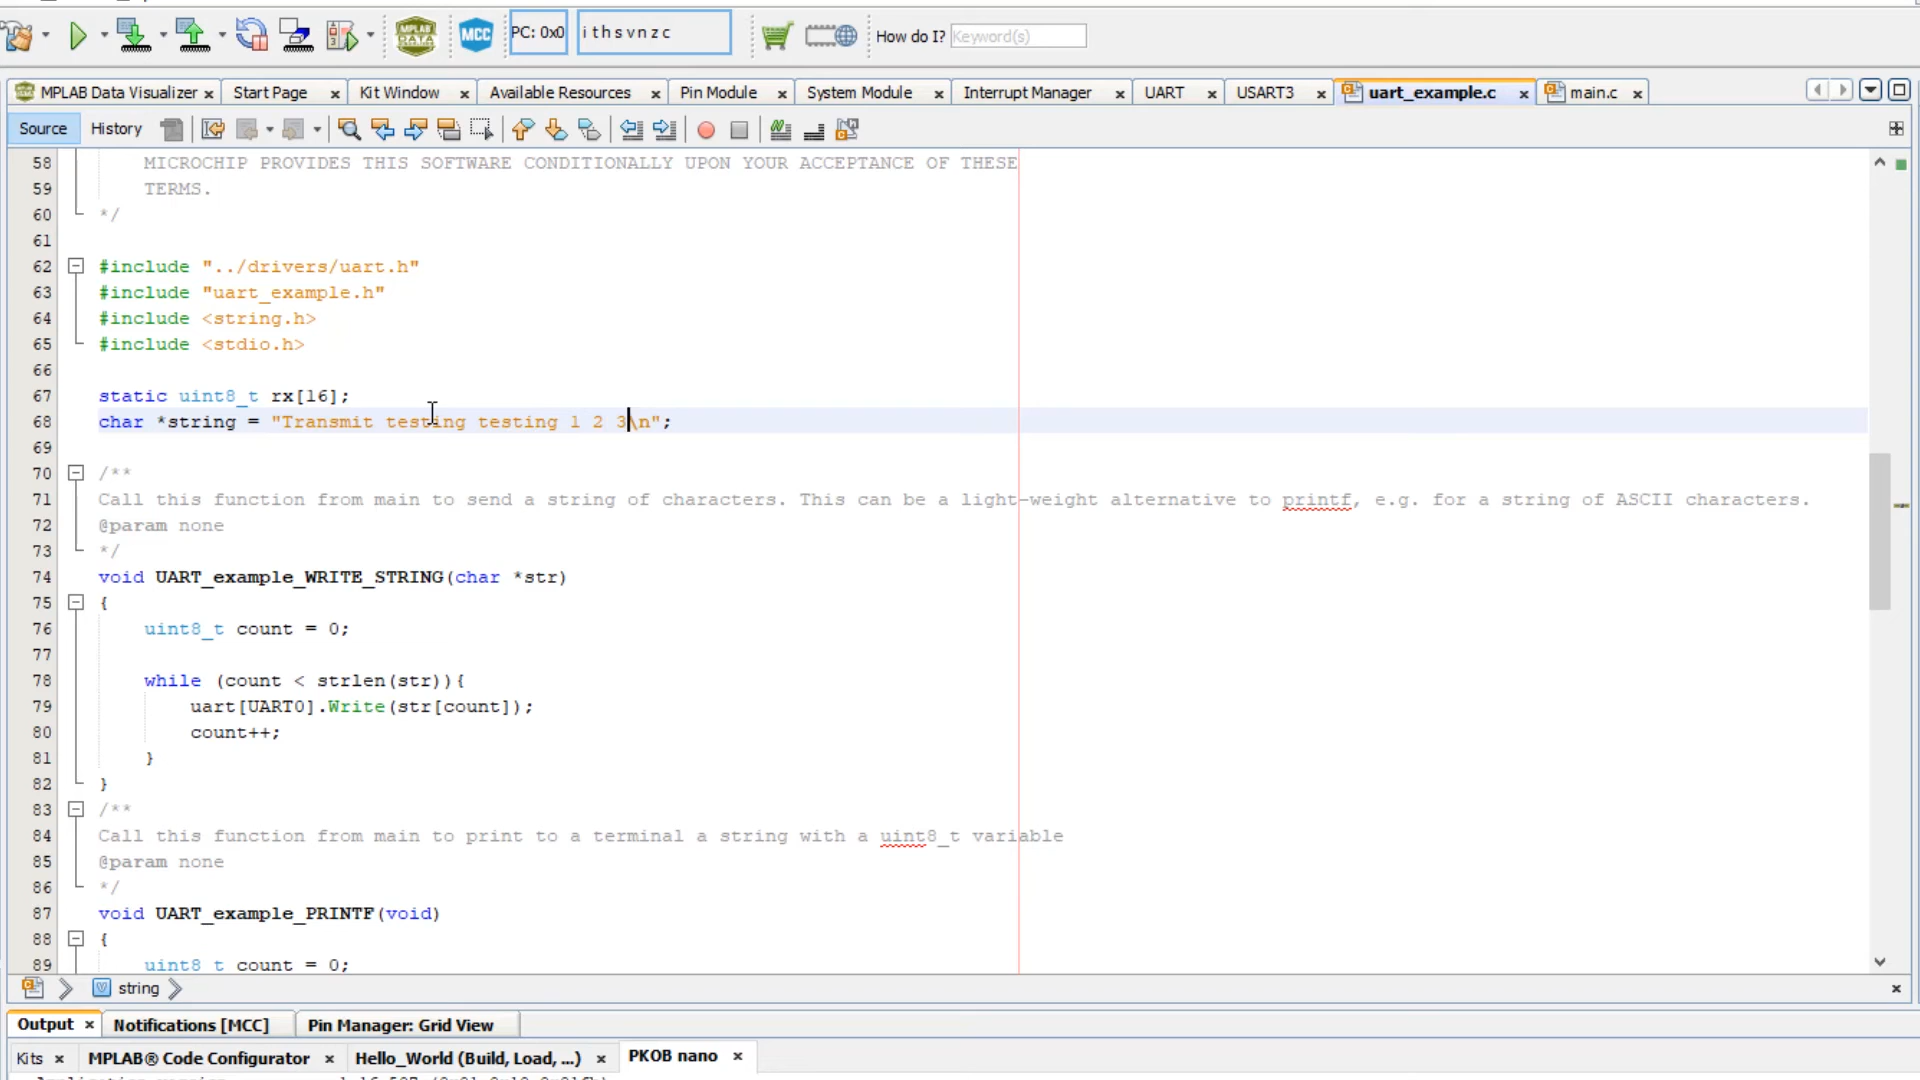 MPLAB DATA
MCC
PC: 0x0
i t h s v n z c
How do I? Keyword(s)
MPLAB Data Visualizer × Start Page × Kit Window × Available Resources × Pin Module × System Module × Interrupt Manager × UART × USART3 × uart_example.c × main.c ×
Source History
58 MICROCHIP PROVIDES THIS SOFTWARE CONDITIONALLY UPON YOUR ACCEPTANCE OF THESE
59 TERMS.
60 */
61
62 #include "../drivers/uart.h"
63 #include "uart_example.h"
64 #include <string.h>
65 #include <stdio.h>
66
67 static uint8_t rx[16];
68 char *string = "Transmit testing testing 1 2 3\n";
69
70 /**
71 Call this function from main to send a string of characters. This can be a light-weight alternative to printf, e.g. for a string of ASCII characters.
72 @param none
73 */
74 void UART_example_WRITE_STRING(char *str)
75 {
76 uint8_t count = 0;
77
78 while (count < strlen(str)){
79 uart[UART0].Write(str[count]);
80 count++;
81 }
82 }
83 /**
84 Call this function from main to print to a terminal a string with a uint8_t variable
85 @param none
86 */
87 void UART_example_PRINTF(void)
88 {
89 uint8_t count = 0;
string
Output × Notifications [MCC] Pin Manager: Grid View
Kits × MPLAB® Code Configurator × Hello_World (Build, Load, ...) × PKOB nano ×